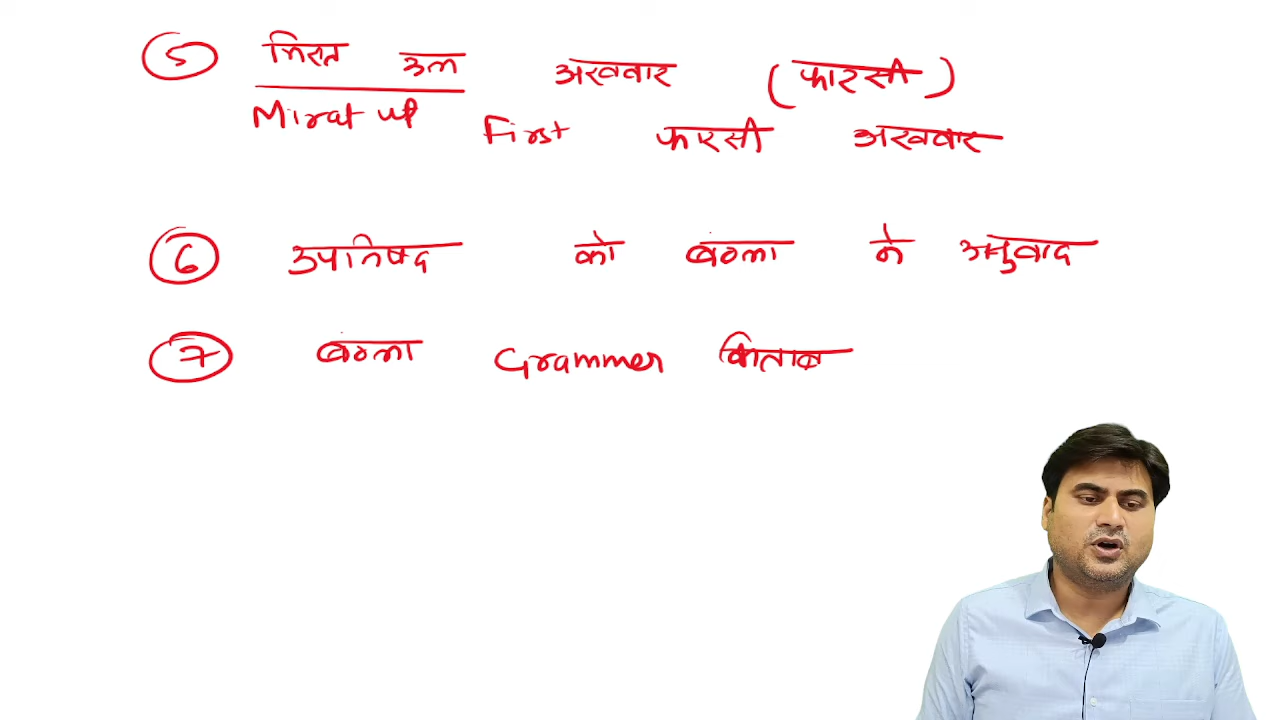 5 मिरात उल अखबार (फारसी)
Mirat ul First फारसी अखबार
6 उपनिषद को बंगला मे अनुवाद
7 बंगला Grammer किताब